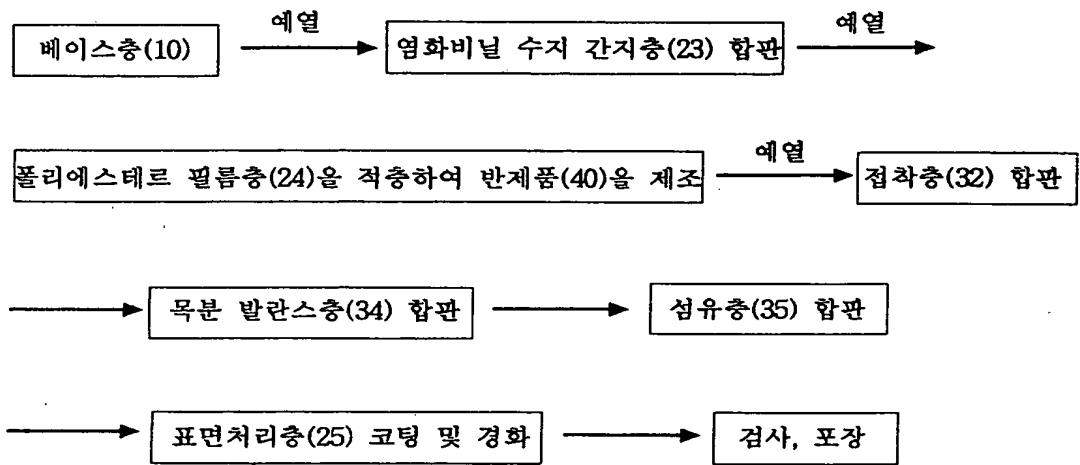 예열 예열
베이스층(10) 염화비닐 수지 간지층(23) 합판
예열
폴리에스테르 필름층(24)을 적층하여 반제품(40)을 제조 접착층(32) 합판
목분 발란스층(34) 합판 섬유층(35) 합판
표면처리층(25) 코팅 및 경화 검사, 포장